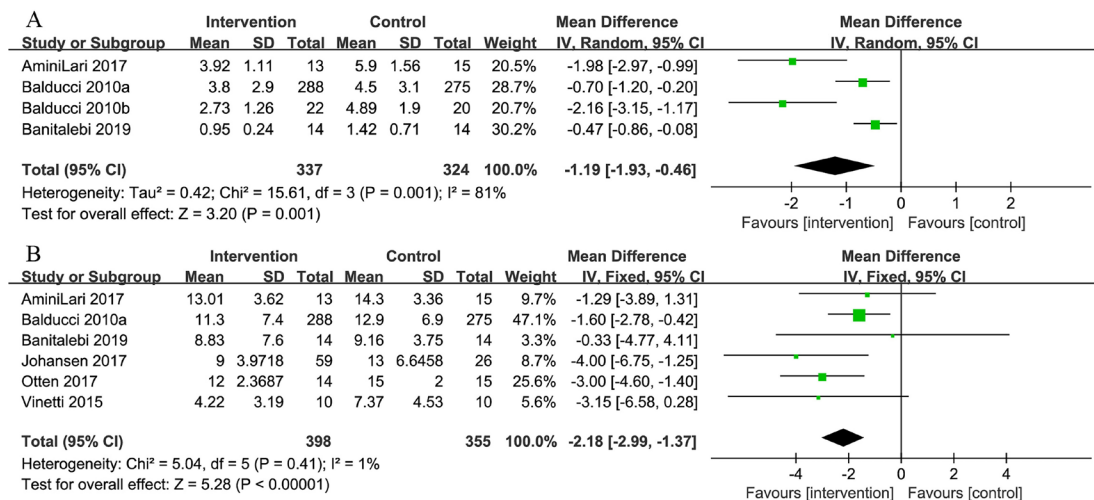 A
Intervention Control Mean Difference Mean Difference
Study or Subgroup Mean SD Total Mean SD Total Weight IV, Random, 95% CI IV, Random, 95% CI
AminiLari 2017 3.92 1.11 13 5.9 1.56 15 20.5% -1.98 [-2.97, -0.99]
Balducci 2010a 3.8 2.9 288 4.5 3.1 275 28.7% -0.70 [-1.20, -0.20]
Balducci 2010b 2.73 1.26 22 4.89 1.9 20 20.7% -2.16 [-3.15, -1.17]
Banitalebi 2019 0.95 0.24 14 1.42 0.71 14 30.2% -0.47 [-0.86, -0.08]
Total (95% CI) 337 324 100.0% -1.19 [-1.93, -0.46]
Heterogeneity: Tau² = 0.42; Chi² = 15.61, df = 3 (P = 0.001); I² = 81%
Test for overall effect: Z = 3.20 (P = 0.001)
-2 -1 0 1 2
Favours [intervention] Favours [control]
B
Intervention Control Mean Difference Mean Difference
Study or Subgroup Mean SD Total Mean SD Total Weight IV, Fixed, 95% CI IV, Fixed, 95% CI
AminiLari 2017 13.01 3.62 13 14.3 3.36 15 9.7% -1.29 [-3.89, 1.31]
Balducci 2010a 11.3 7.4 288 12.9 6.9 275 47.1% -1.60 [-2.78, -0.42]
Banitalebi 2019 8.83 7.6 14 9.16 3.75 14 3.3% -0.33 [-4.77, 4.11]
Johansen 2017 9 3.9718 59 13 6.6458 26 8.7% -4.00 [-6.75, -1.25]
Otten 2017 12 2.3687 14 15 2 15 25.6% -3.00 [-4.60, -1.40]
Vinetti 2015 4.22 3.19 10 7.37 4.53 10 5.6% -3.15 [-6.58, 0.28]
Total (95% CI) 398 355 100.0% -2.18 [-2.99, -1.37]
Heterogeneity: Chi² = 5.04, df = 5 (P = 0.41); I² = 1%
Test for overall effect: Z = 5.28 (P < 0.00001)
-4 -2 0 2 4
Favours [intervention] Favours [control]